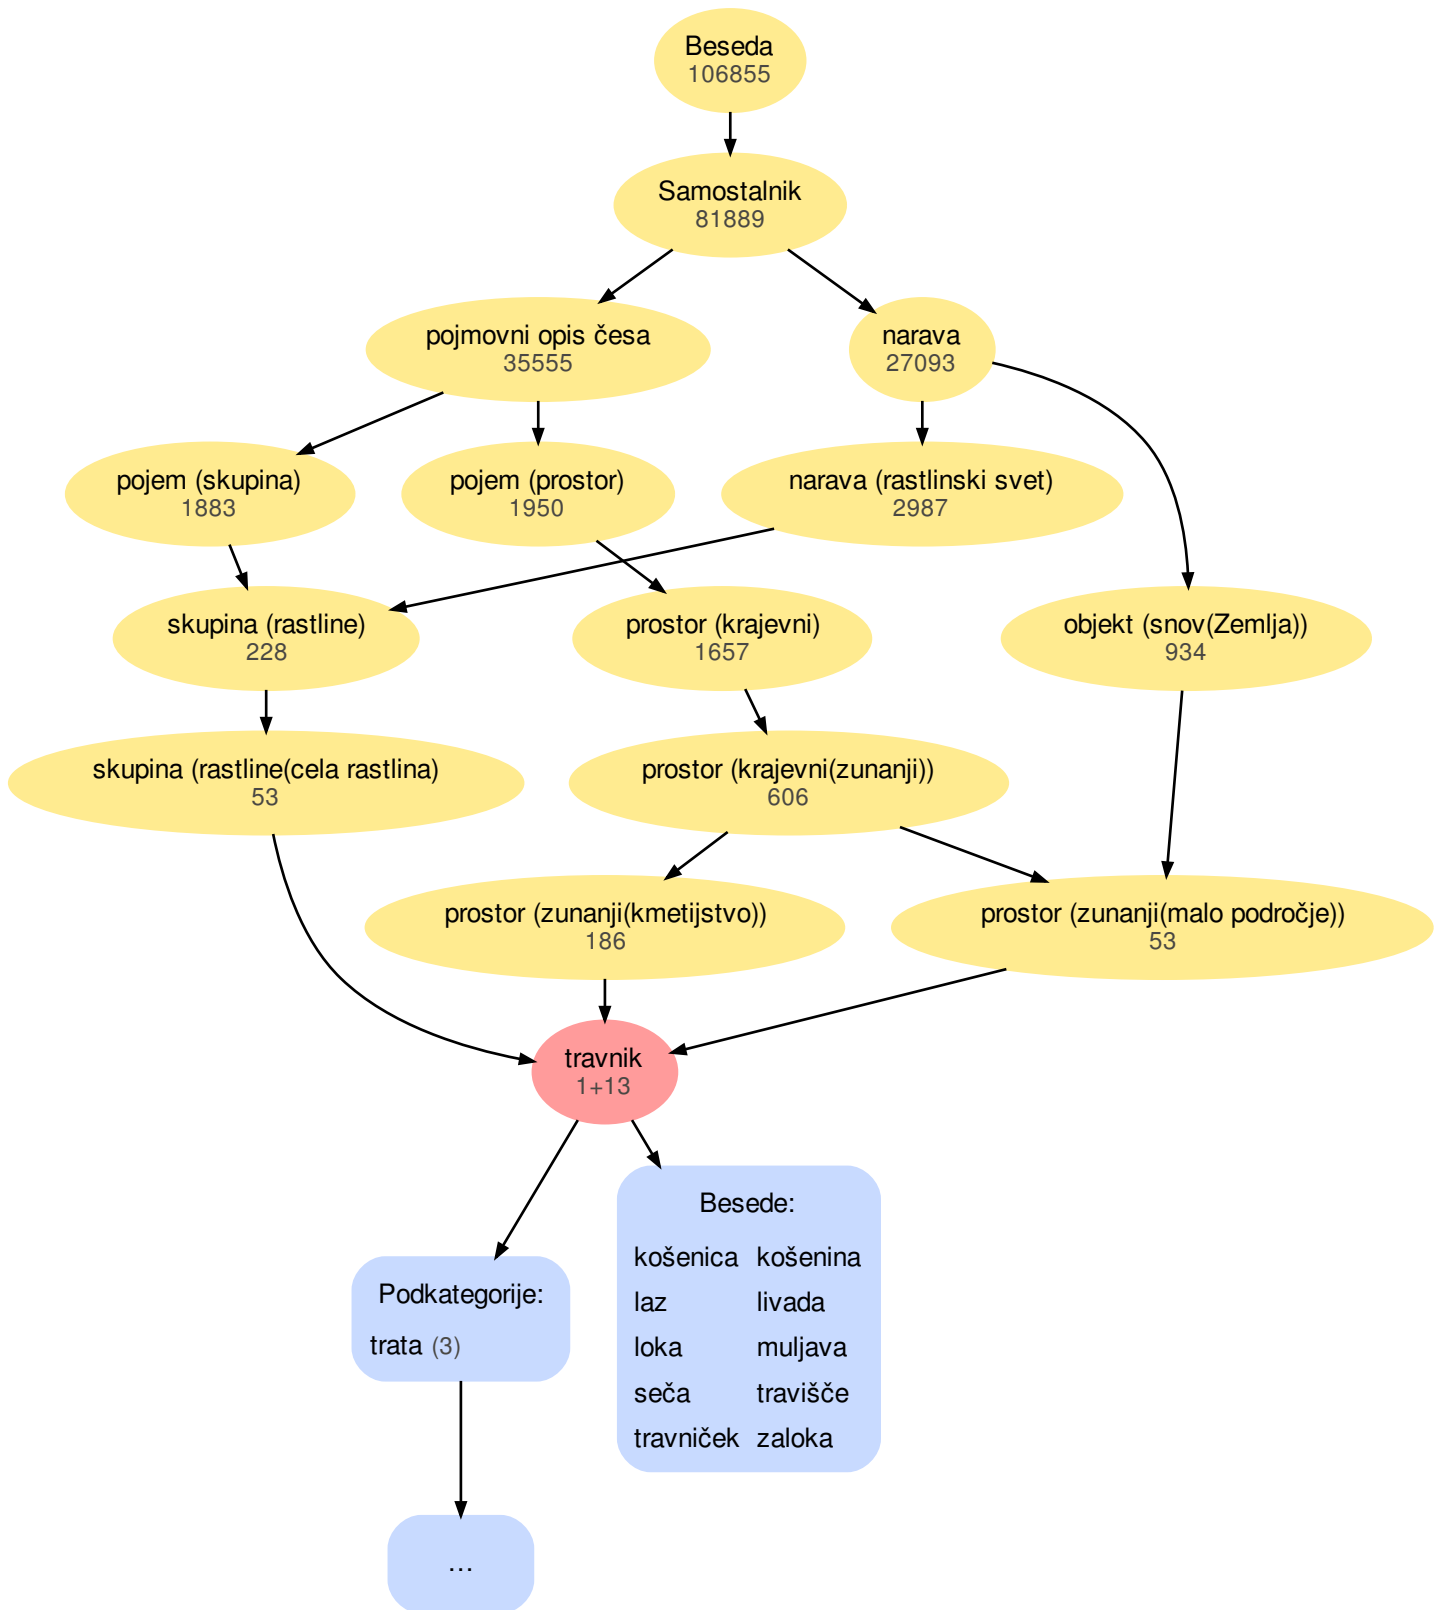 Beseda
106855
Samostalnik
81889
pojmovni opis česa
35555
narava
27093
pojem (skupina)
1883
pojem (prostor)
1950
narava (rastlinski svet)
2987
skupina (rastline)
228
prostor (krajevni)
1657
objekt (snov(Zemlja))
934
skupina (rastline(cela rastlina)
53
prostor (krajevni(zunanji))
606
prostor (zunanji(kmetijstvo))
186
prostor (zunanji(malo področje))
53
travnik
1+13
Besede:
košenica košenina
laz livada
loka muljava
seča travišče
travniček zaloka
Podkategorije:
trata (3)
...